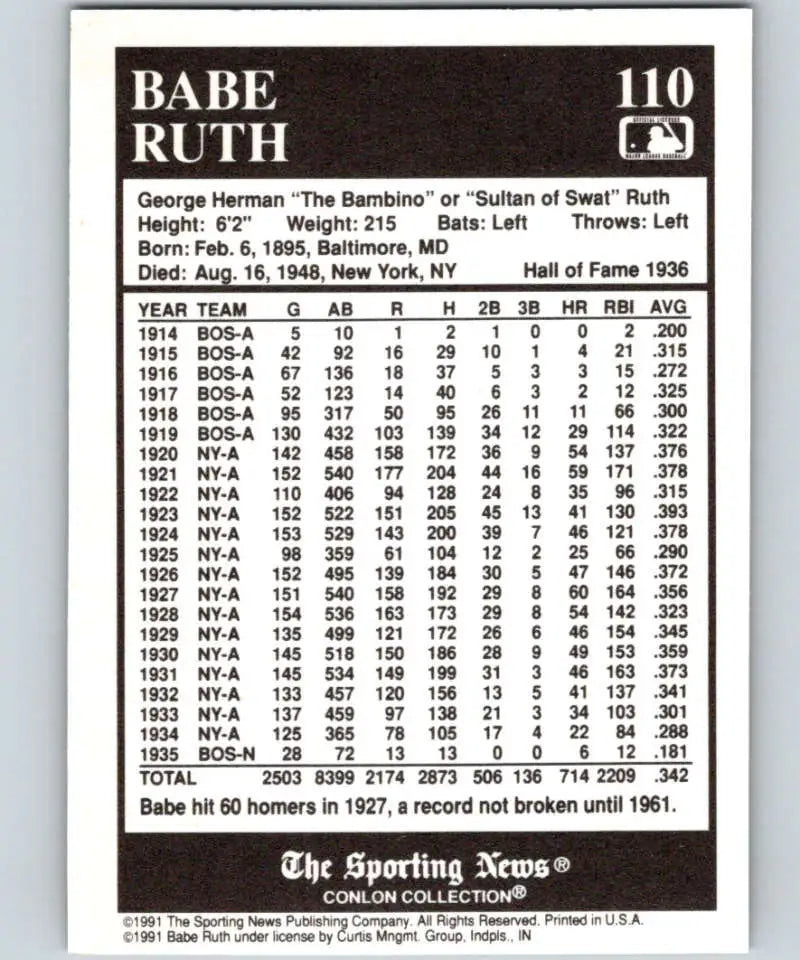 BABE
RUTH
110
OFFICIAL LICENSEE
MAJOR LEAGUE BASEBALL
George Herman "The Bambino" or "Sultan of Swat" Ruth
Height: 6'2" Weight: 215 Bats: Left Throws: Left
Born: Feb. 6, 1895, Baltimore, MD
Died: Aug. 16, 1948, New York, NY Hall of Fame 1936
YEAR TEAM G AB R H 2B 3B HR RBI AVG
1914 BOS-A 5 10 1 2 1 0 0 2 .200
1915 BOS-A 42 92 16 29 10 1 4 21 .315
1916 BOS-A 67 136 18 37 5 3 3 15 .272
1917 BOS-A 52 123 14 40 6 3 2 12 .325
1918 BOS-A 95 317 50 95 26 11 11 66 .300
1919 BOS-A 130 432 103 139 34 12 29 114 .322
1920 NY-A 142 458 158 172 36 9 54 137 .376
1921 NY-A 152 540 177 204 44 16 59 171 .378
1922 NY-A 110 406 94 128 24 8 35 96 .315
1923 NY-A 152 522 151 205 45 13 41 130 .393
1924 NY-A 153 529 143 200 39 7 46 121 .378
1925 NY-A 98 359 61 104 12 2 25 66 .290
1926 NY-A 152 495 139 184 30 5 47 146 .372
1927 NY-A 151 540 158 192 29 8 60 164 .356
1928 NY-A 154 536 163 173 29 8 54 142 .323
1929 NY-A 135 499 121 172 26 6 46 154 .345
1930 NY-A 145 518 150 186 28 9 49 153 .359
1931 NY-A 145 534 149 199 31 3 46 163 .373
1932 NY-A 133 457 120 156 13 5 41 137 .341
1933 NY-A 137 459 97 138 21 3 34 103 .301
1934 NY-A 125 365 78 105 17 4 22 84 .288
1935 BOS-N 28 72 13 13 0 0 6 12 .181
TOTAL 2503 8399 2174 2873 506 136 714 2209 .342
Babe hit 60 homers in 1927, a record not broken until 1961.
The Sporting News®
CONLON COLLECTION®
©1991 The Sporting News Publishing Company. All Rights Reserved. Printed in U.S.A.
©1991 Babe Ruth under license by Curtis Mngmt. Group, Indpls., IN